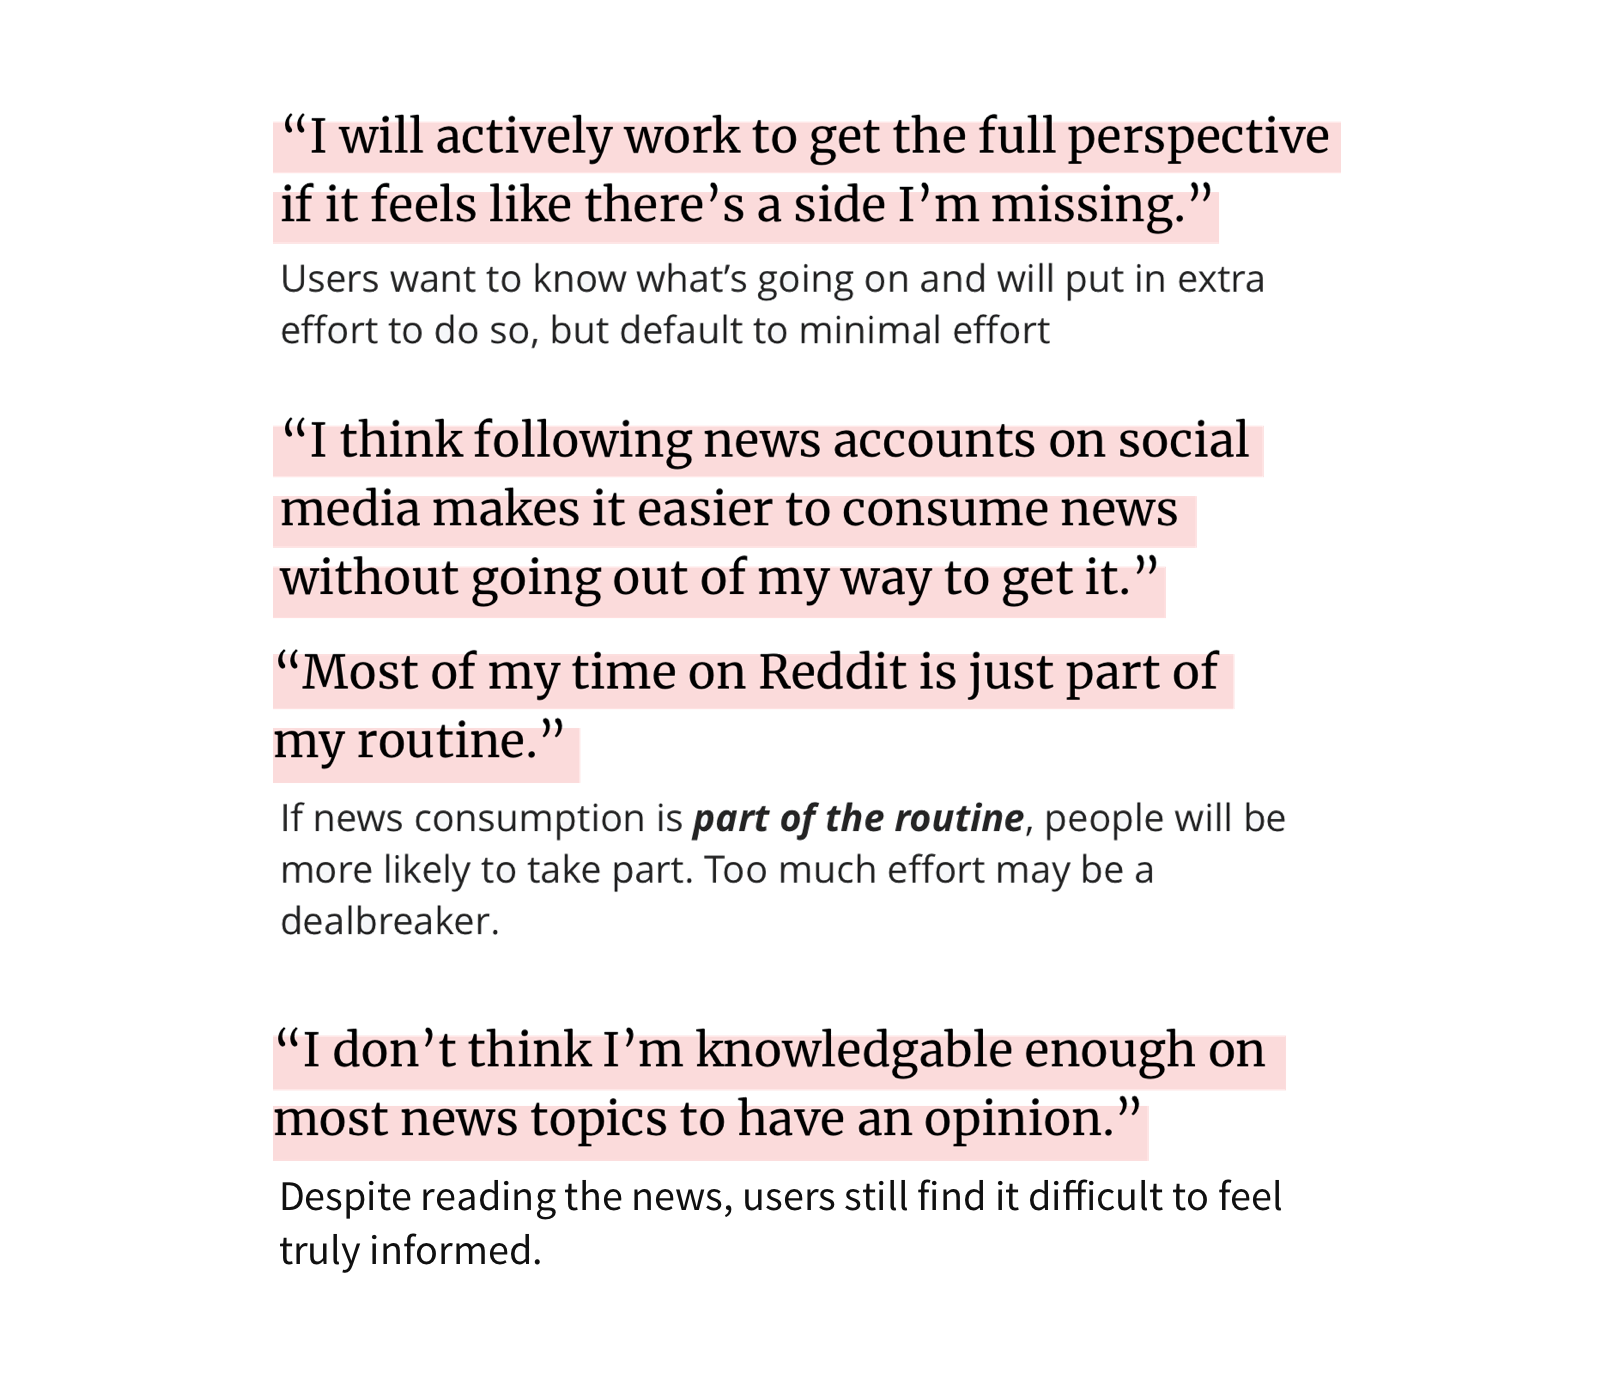 “I will actively work to get the full perspective
if it feels like there’s a side I’m missing.”
Users want to know what’s going on and will put in extra
effort to do so, but default to minimal effort
“I think following news accounts on social
media makes it easier to consume news
without going out of my way to get it.”
“Most of my time on Reddit is just part of
my routine.”
If news consumption is part of the routine, people will be
more likely to take part. Too much effort may be a
dealbreaker.
“I don’t think I’m knowledgable enough on
most news topics to have an opinion.”
Despite reading the news, users still find it difficult to feel
truly informed.